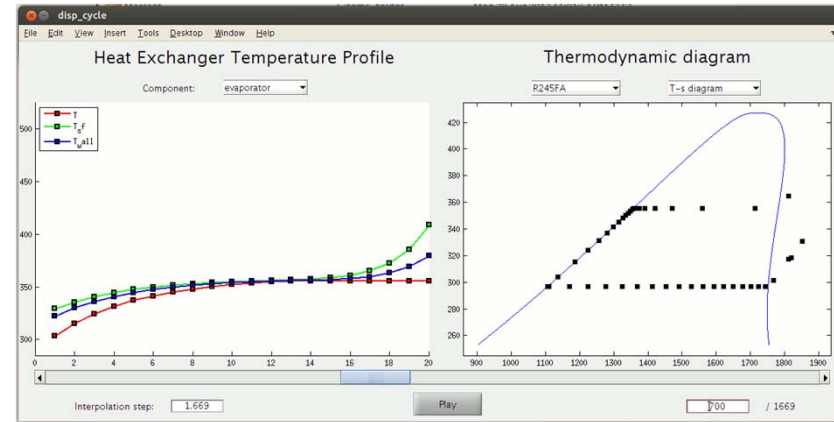 disp_cycle
File Edit View Insert Tools Desktop Window Help
Heat Exchanger Temperature Profile
Component: evaporator
T
T_sf
T_wall
500
450
400
350
300
0 2 4 6 8 10 12 14 16 18 20
Thermodynamic diagram
R245FA T-s diagram
420
400
380
360
340
320
300
280
260
900 1000 1100 1200 1300 1400 1500 1600 1700 1800 1900
Interpolation step: 1.669 Play 700 / 1669